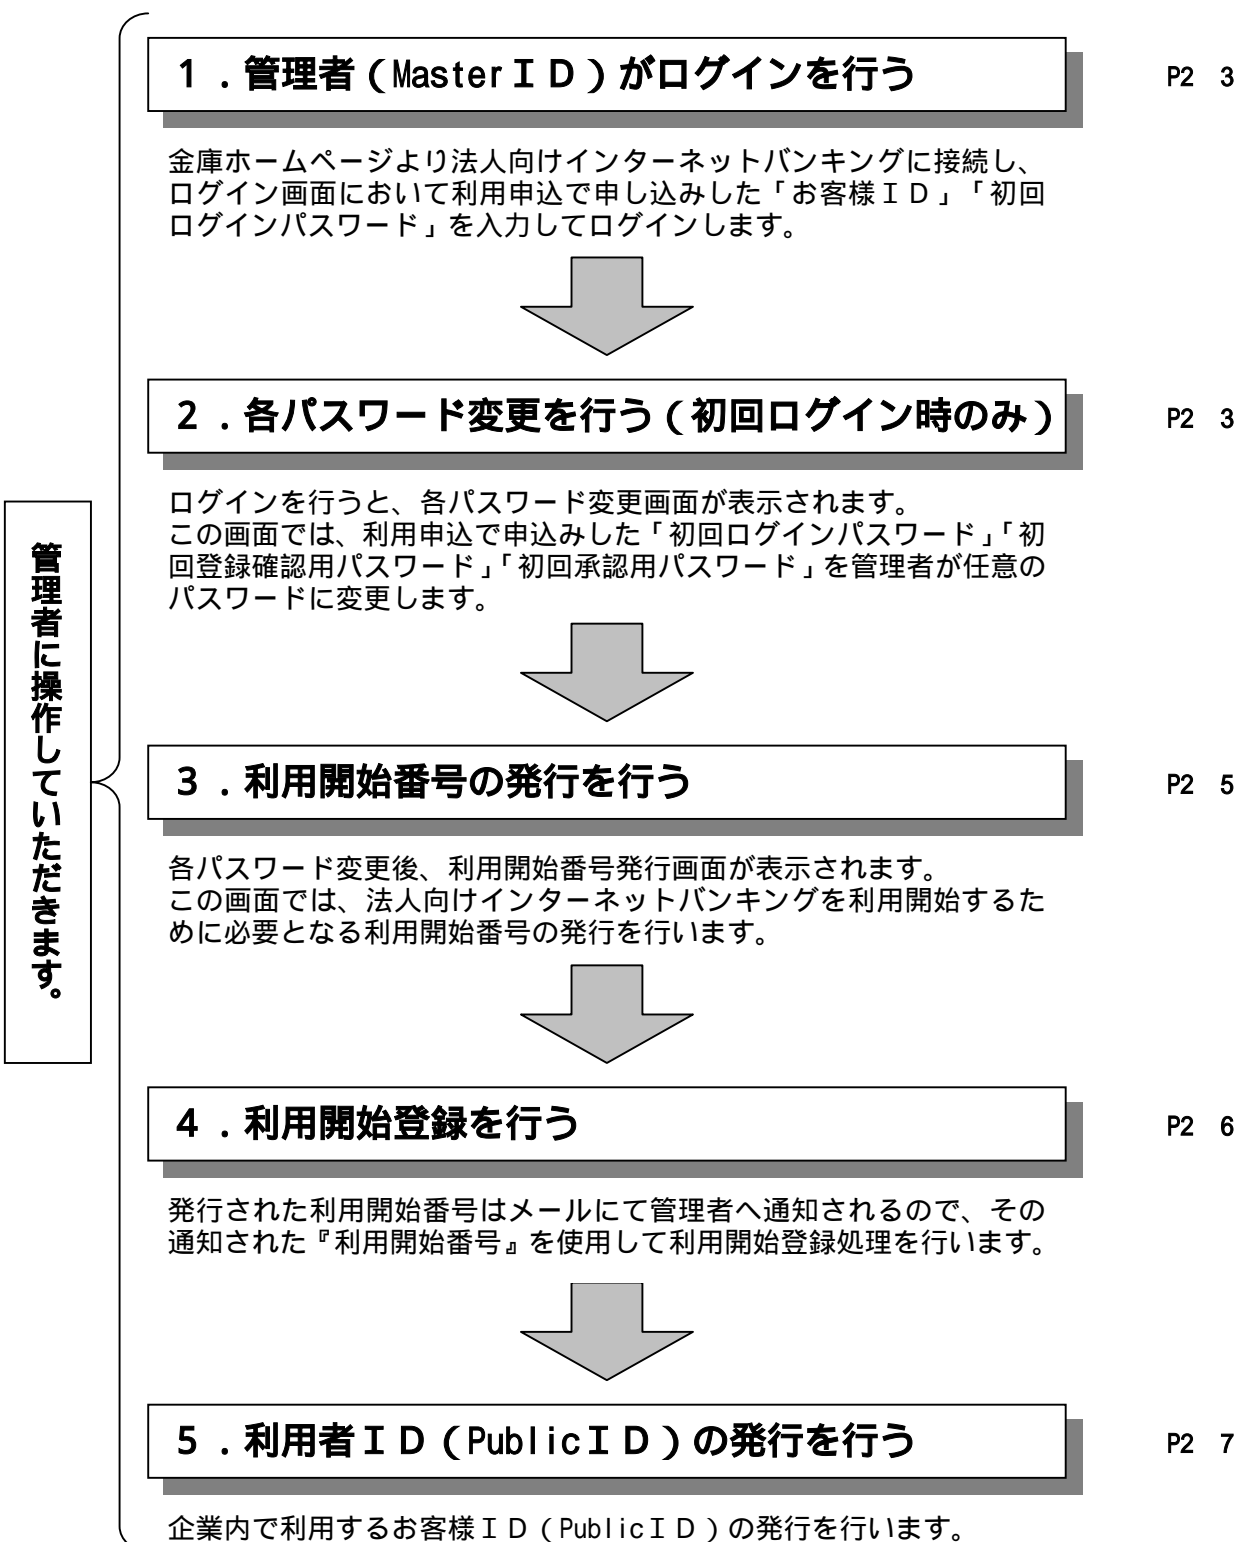 １．管理者（MasterＩＤ）がログインを行う
P2 3
金庫ホームページより法人向けインターネットバンキングに接続し、
ログイン画面において利用申込で申し込みした「お客様ＩＤ」「初回
ログインパスワード」を入力してログインします。
２．各パスワード変更を行う（初回ログイン時のみ）
P2 3
ログインを行うと、各パスワード変更画面が表示されます。
この画面では、利用申込で申込みした「初回ログインパスワード」「初
回登録確認用パスワード」「初回承認用パスワード」を管理者が任意の
パスワードに変更します。
管理者に操作していただきます。
３．利用開始番号の発行を行う
P2 5
各パスワード変更後、利用開始番号発行画面が表示されます。
この画面では、法人向けインターネットバンキングを利用開始するた
めに必要となる利用開始番号の発行を行います。
４．利用開始登録を行う
P2 6
発行された利用開始番号はメールにて管理者へ通知されるので、その
通知された『利用開始番号』を使用して利用開始登録処理を行います。
５．利用者ＩＤ（PublicＩＤ）の発行を行う
P2 7
企業内で利用するお客様ＩＤ（PublicＩＤ）の発行を行います。